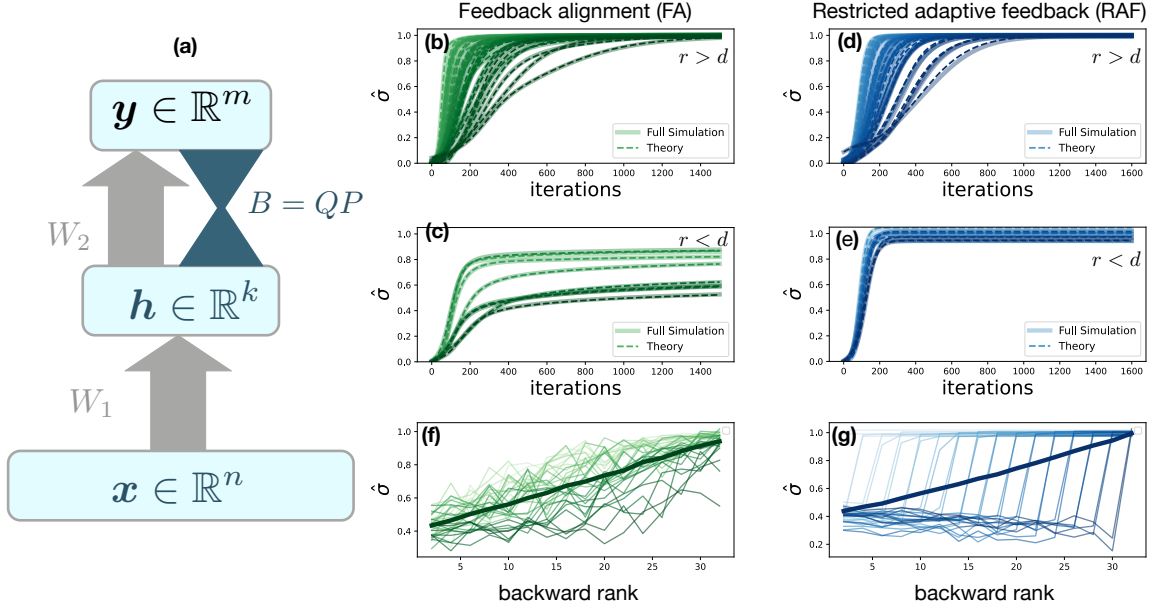 Feedback alignment (FA)
Restricted adaptive feedback (RAF)
(a)
y ∈ ℝ^m
B = QP
W_2
h ∈ ℝ^k
W_1
x ∈ ℝ^n
(b)
r > d
1.0
0.8
0.6
0.4
0.2
0.0
σ̂
Full Simulation
Theory
0 200 400 600 800 1000 1200 1400
iterations
(d)
r > d
1.0
0.8
0.6
0.4
0.2
0.0
σ̂
Full Simulation
Theory
0 200 400 600 800 1000 1200 1400 1600
iterations
(c)
r < d
1.0
0.8
0.6
0.4
0.2
0.0
σ̂
Full Simulation
Theory
0 200 400 600 800 1000 1200 1400
iterations
(e)
r < d
1.0
0.8
0.6
0.4
0.2
0.0
σ̂
Full Simulation
Theory
0 200 400 600 800 1000 1200 1400 1600
iterations
(f)
1.0
0.8
0.6
0.4
σ̂
5 10 15 20 25 30
backward rank
(g)
1.0
0.8
0.6
0.4
0.2
σ̂
5 10 15 20 25 30
backward rank